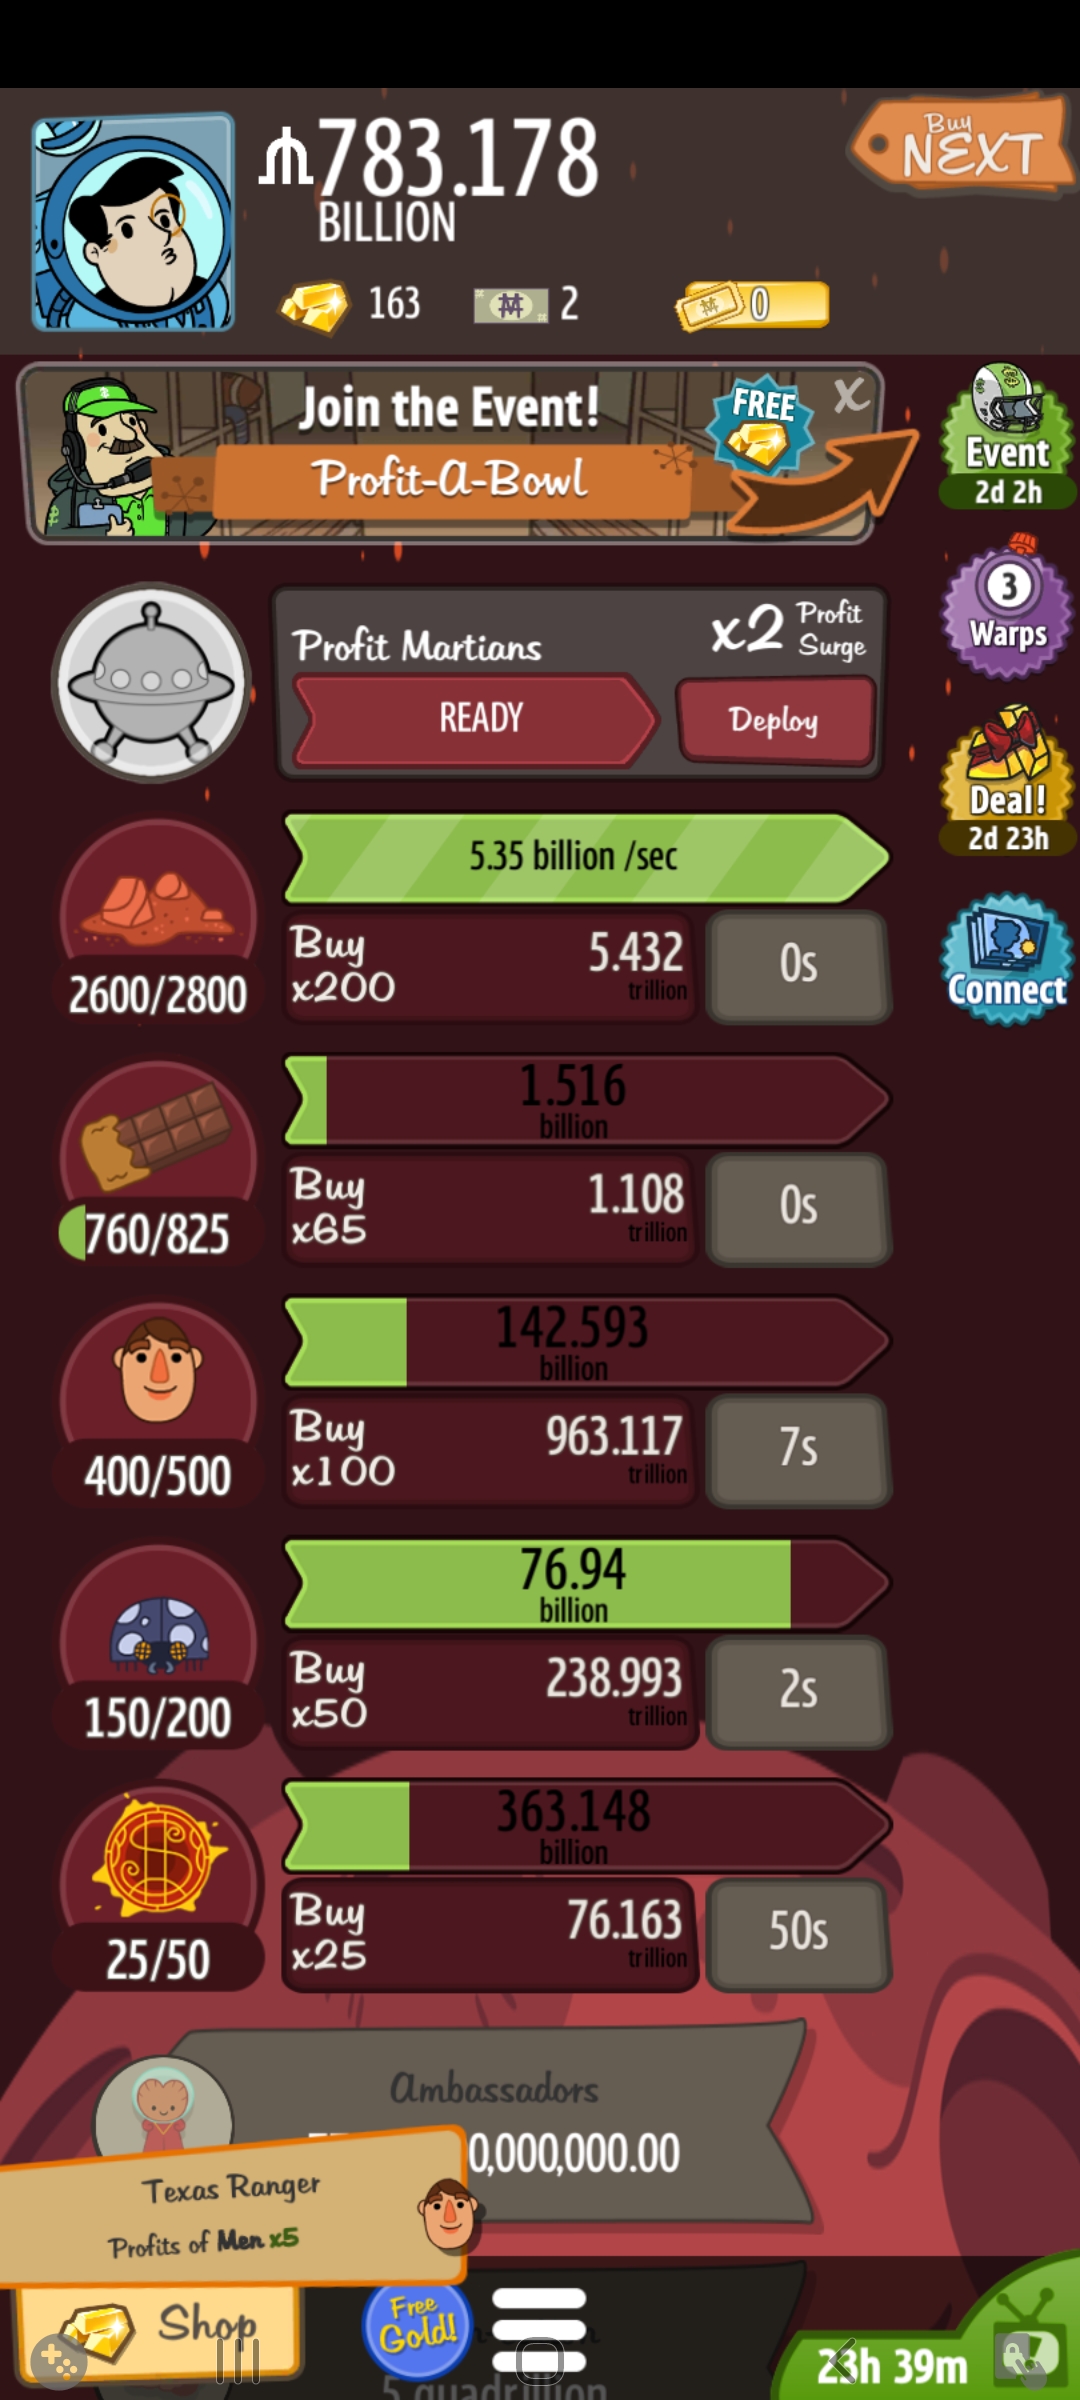 783.178
BILLION
Buy
NEXT
163
2
0
Join the Event!
FREE
X
Profit-A-Bowl
Event
2d 2h
3
Warps
Profit Martians
x2 Profit Surge
READY
Deploy
Deal!
2d 23h
5.35 billion /sec
Buy x200
5.432 trillion
0s
2600/2800
Connect
1.516
billion
Buy x65
1.108 trillion
0s
760/825
142.593
billion
Buy x100
963.117 trillion
7s
400/500
76.94
billion
Buy x50
238.993 trillion
2s
150/200
363.148
billion
Buy x25
76.163 trillion
50s
25/50
Ambassadors
0,000,000.00
Texas Ranger
Profits of Men x5
Shop
Free Gold!
23h 39m
5 quadrillion